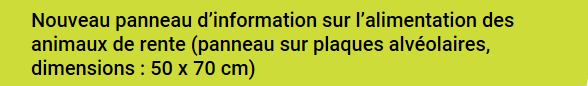 Nouveau panneau d’information sur l’alimentation des
animaux de rente (panneau sur plaques alvéolaires,
dimensions : 50 x 70 cm)